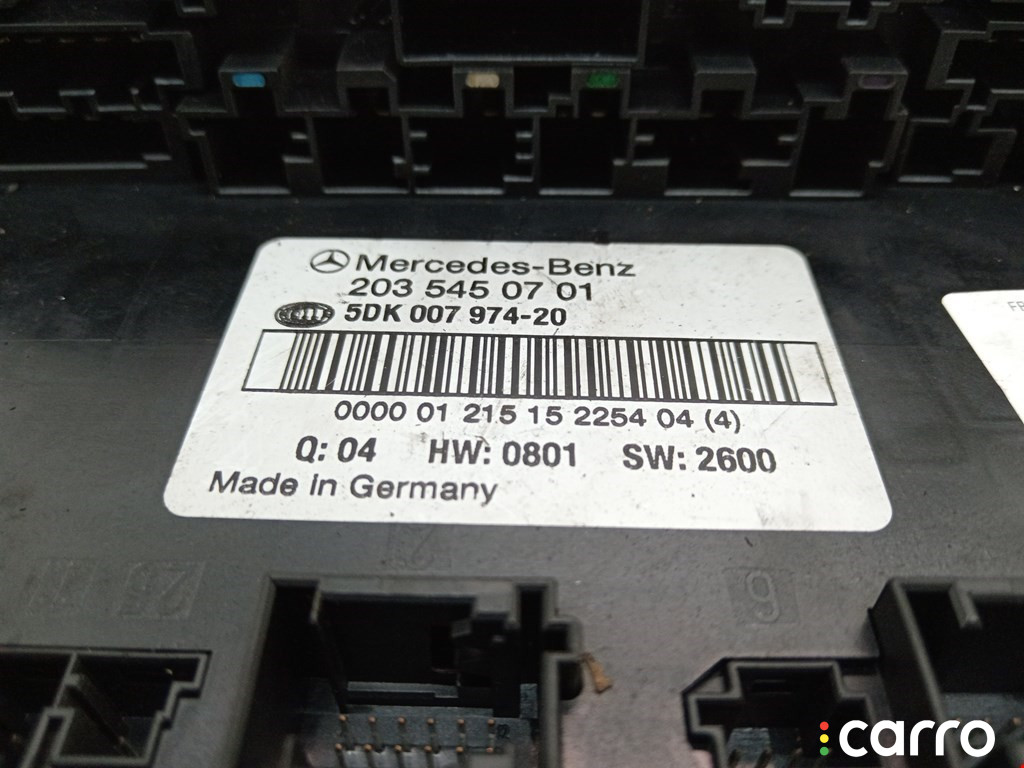 Mercedes-Benz
203 545 07 01
5DK 007 974-20
0000 01 215 15 2254 04 (4)
Q: 04 HW: 0801 SW: 2600
Made in Germany
9
carro